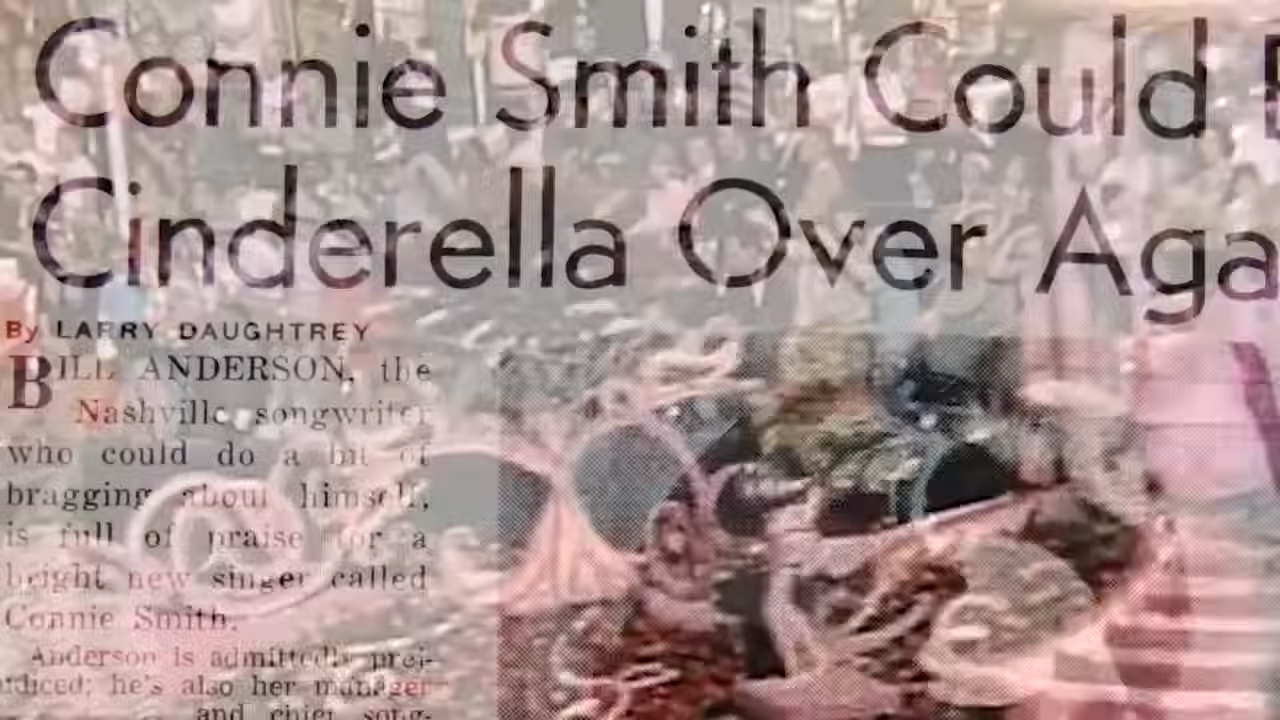 Connie Smith Could
Cinderella Over Aga
By LARRY DAUGHTREY
BILL ANDERSON, the
Nashville songwriter
who could do a bit of
bragging about himself,
is full of praise for a
bright new singer called
Connie Smith.
Anderson is admittedly prej-
udiced; he's also her manager
and chief song-